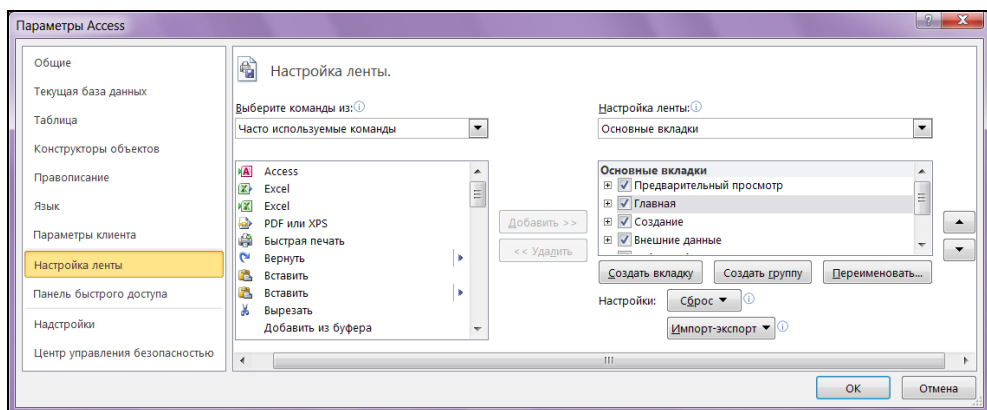 Параметры Access
Общие
Текущая база данных
Таблица
Конструкторы объектов
Правописание
Язык
Параметры клиента
Настройка ленты
Панель быстрого доступа
Надстройки
Центр управления безопасностью
Настройка ленты.
Выберите команды из:
Часто используемые команды
Access
Excel
Excel
PDF или XPS
Быстрая печать
Вернуть
Вставить
Вставить
Вырезать
Добавить из буфера
Добавить >>
<< Удалить
Настройка ленты:
Основные вкладки
Основные вкладки
Предварительный просмотр
Главная
Создание
Внешние данные
Создать вкладку Создать группу Переименовать...
Настройки: Сброс
Импорт-экспорт
ОК Отмена